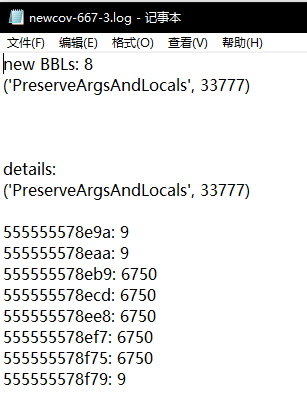 newcov-667-3.log - 记事本
文件(F) 编辑(E) 格式(O) 查看(V) 帮助(H)
new BBLs: 8
('PreserveArgsAndLocals', 33777)
details:
('PreserveArgsAndLocals', 33777)
555555578e9a: 9
555555578eaa: 9
555555578eb9: 6750
555555578ecd: 6750
555555578ee8: 6750
555555578ef7: 6750
555555578f75: 6750
555555578f79: 9